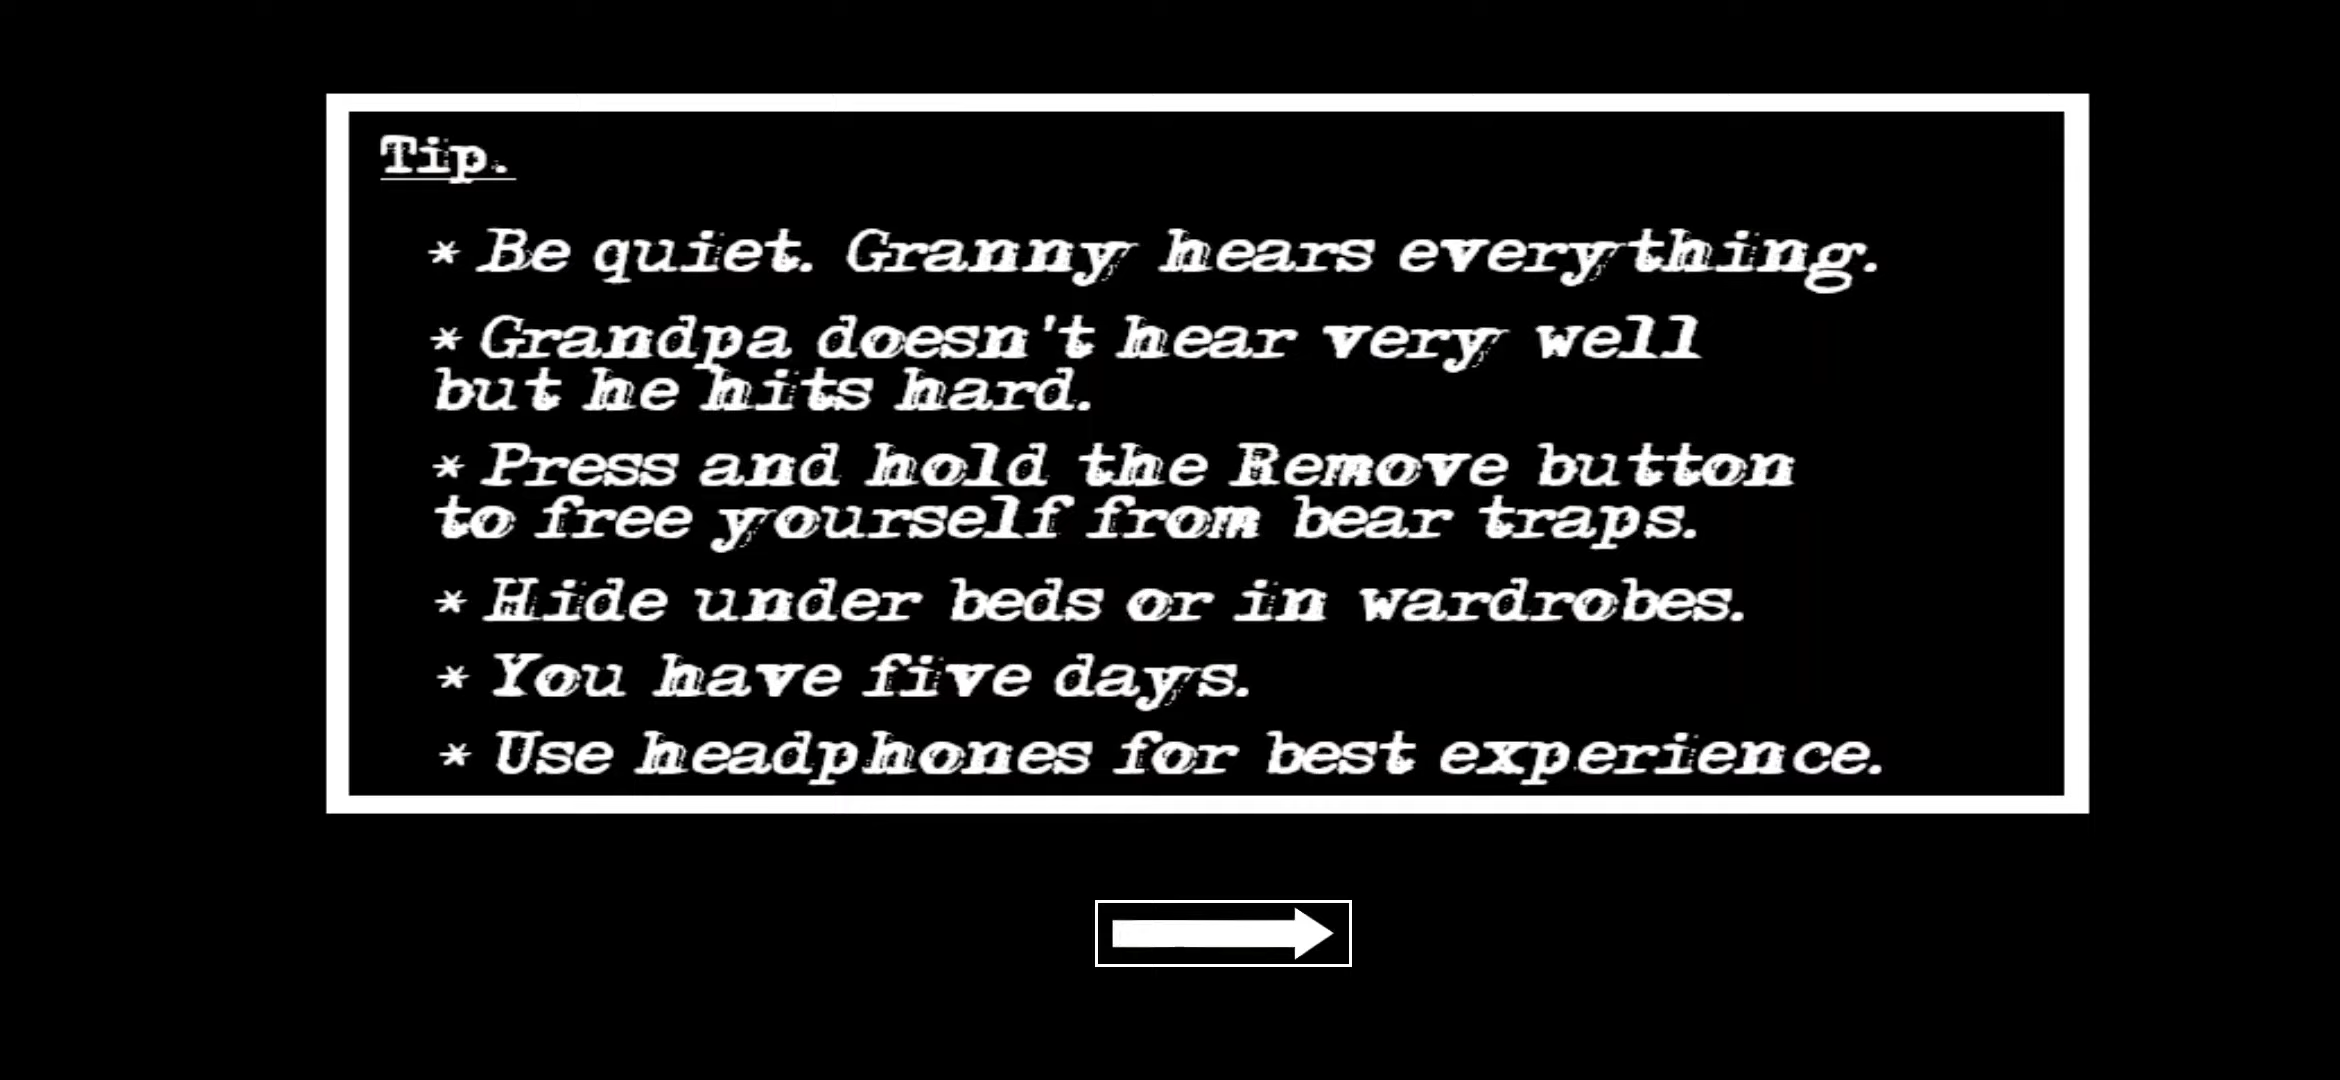 Tip.
* Be quiet. Granny hears everything.
* Grandpa doesn't hear very well
but he hits hard.
* Press and hold the Remove button
to free yourself from bear traps.
* Hide under beds or in wardrobes.
* You have five days.
* Use headphones for best experience.